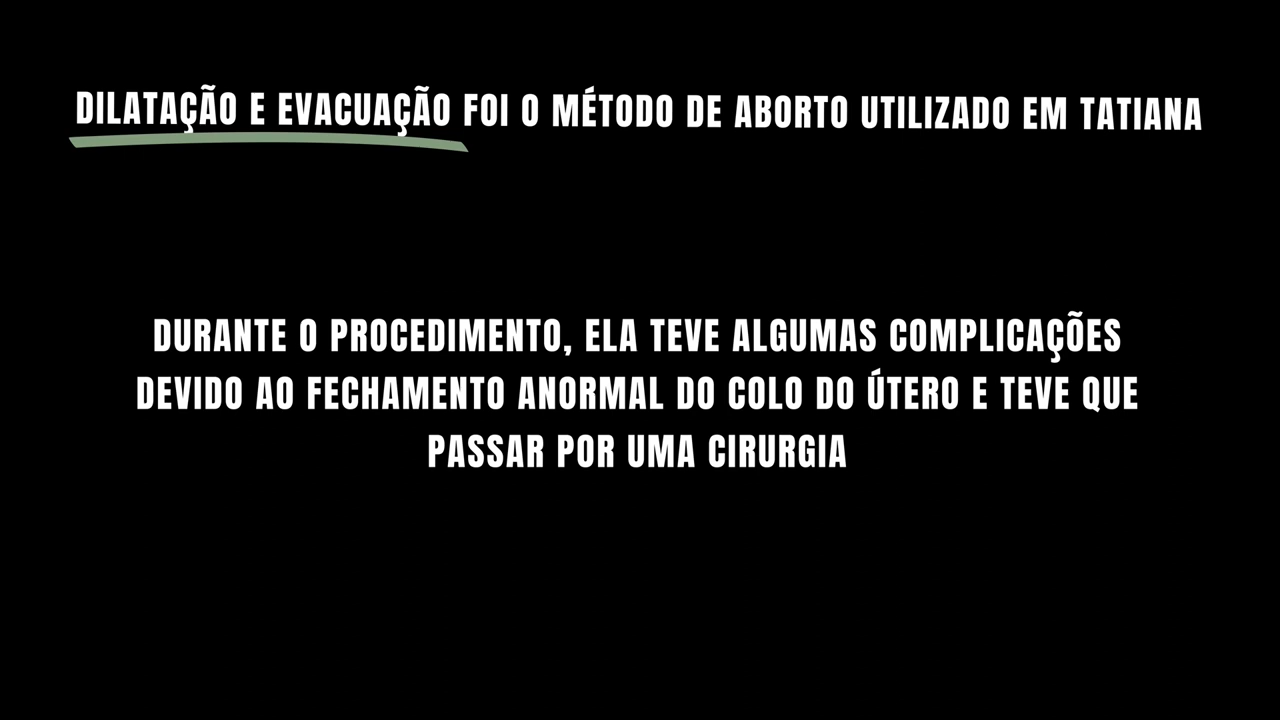 DILATAÇÃO E EVACUAÇÃO FOI O MÉTODO DE ABORTO UTILIZADO EM TATIANA
DURANTE O PROCEDIMENTO, ELA TEVE ALGUMAS COMPLICAÇÕES
DEVIDO AO FECHAMENTO ANORMAL DO COLO DO ÚTERO E TEVE QUE
PASSAR POR UMA CIRURGIA